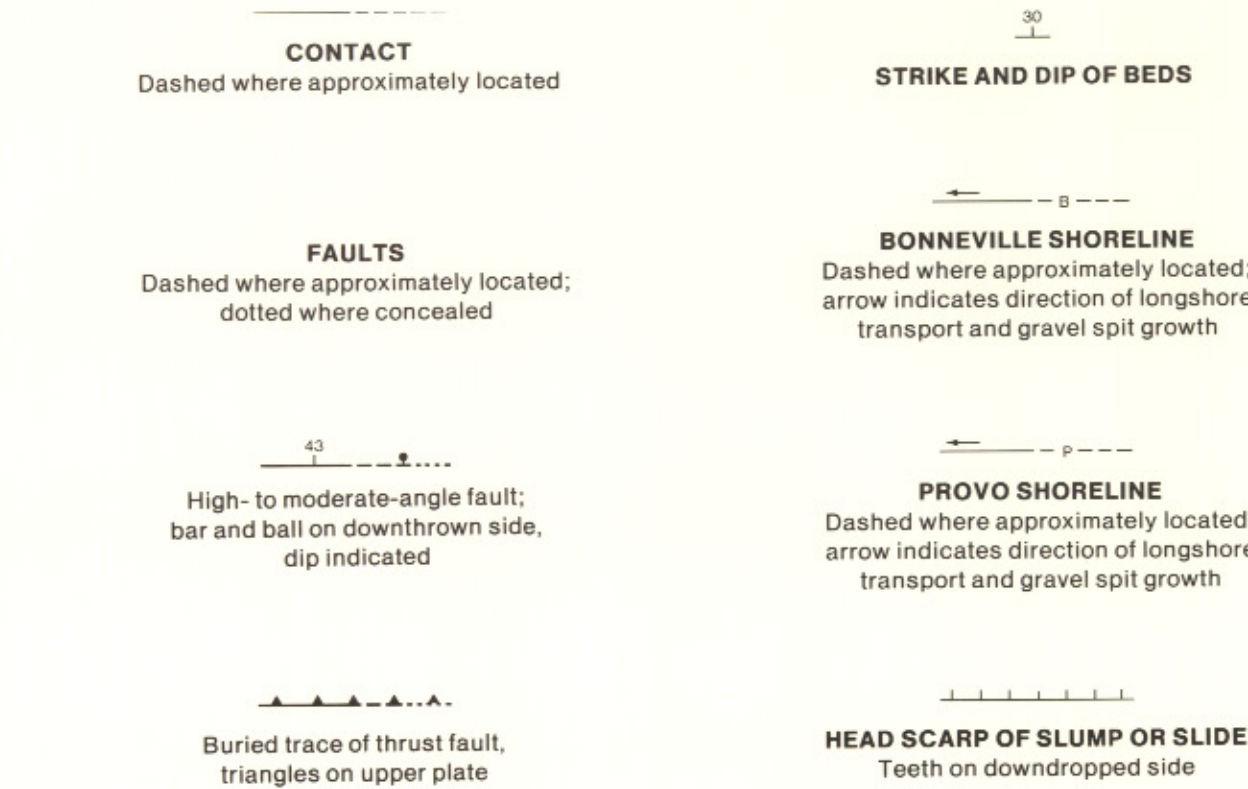 CONTACT
Dashed where approximately located
FAULTS
Dashed where approximately located;
dotted where concealed
43
High- to moderate-angle fault;
bar and ball on downthrown side,
dip indicated
Buried trace of thrust fault,
triangles on upper plate
30
STRIKE AND DIP OF BEDS
B
BONNEVILLE SHORELINE
Dashed where approximately located;
arrow indicates direction of longshore
transport and gravel spit growth
P
PROVO SHORELINE
Dashed where approximately located
arrow indicates direction of longshore
transport and gravel spit growth
HEAD SCARP OF SLUMP OR SLIDE
Teeth on downdropped side